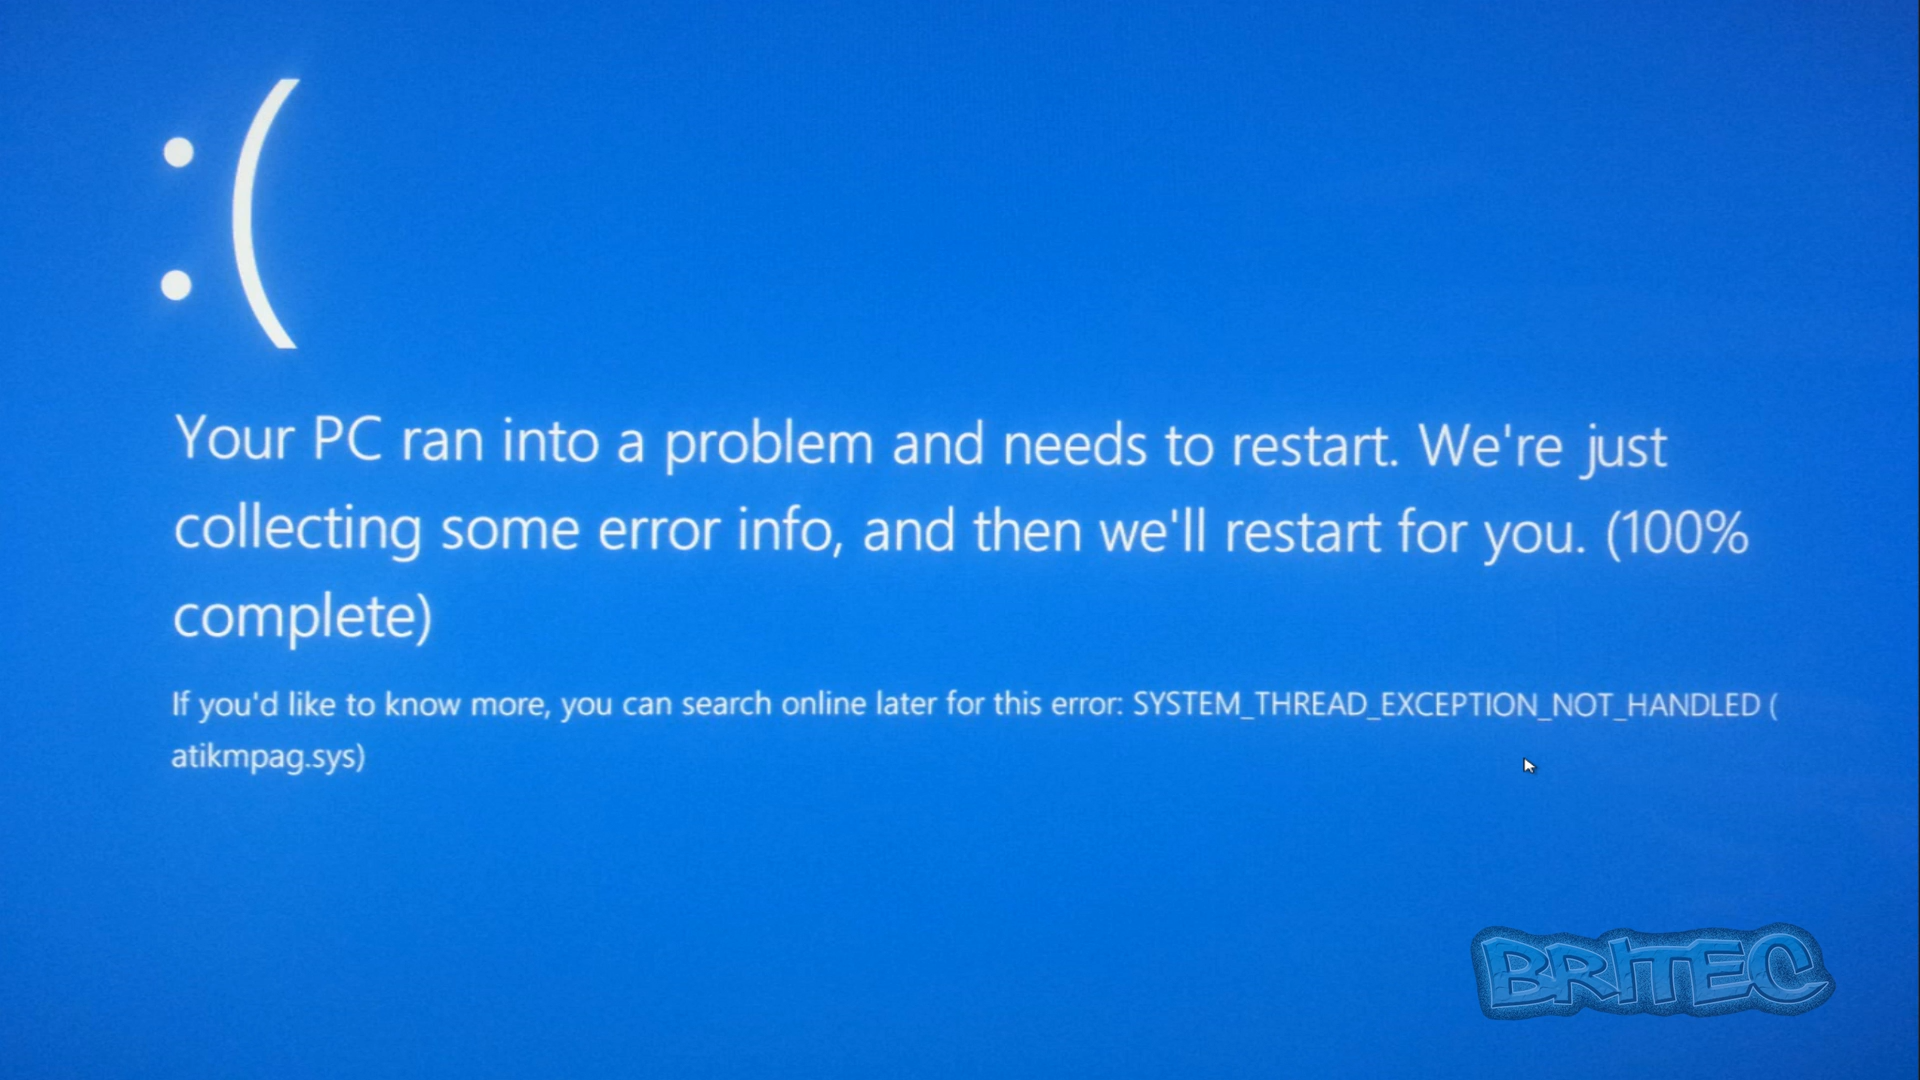 :(
Your PC ran into a problem and needs to restart. We're just
collecting some error info, and then we'll restart for you. (100%
complete)
If you'd like to know more, you can search online later for this error: SYSTEM_THREAD_EXCEPTION_NOT_HANDLED (
atikmpag.sys)
BRITEC